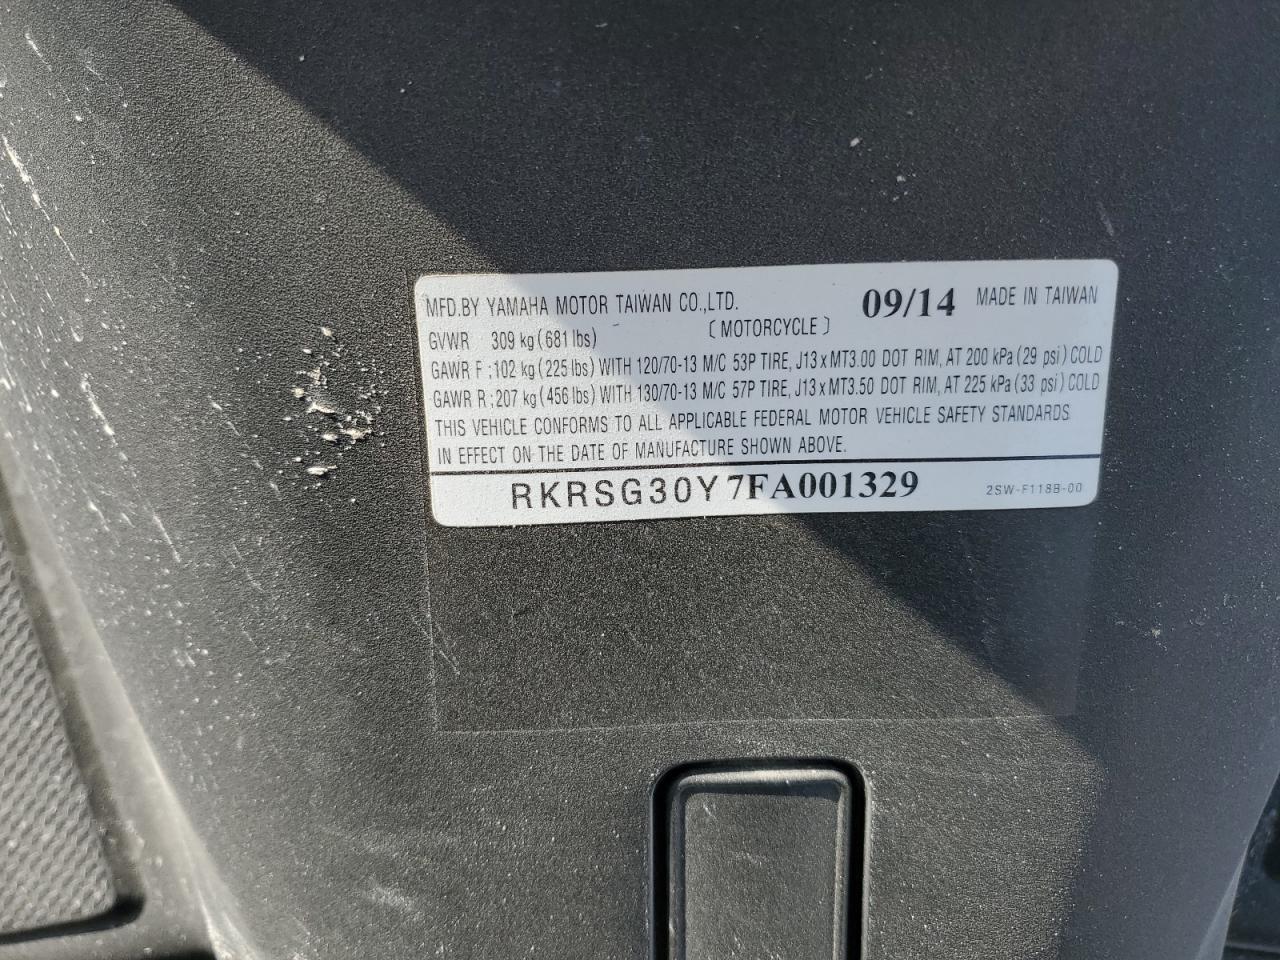 MFD.BY YAMAHA MOTOR TAIWAN CO.,LTD. 09/14 MADE IN TAIWAN
GVWR 309 kg (681 lbs) [ MOTORCYCLE ]
GAWR F ; 102 kg (225 lbs) WITH 120/70-13 M/C 53P TIRE, J13 x MT3.00 DOT RIM, AT 200 kPa (29 psi) COLD
GAWR R ; 207 kg (456 lbs) WITH 130/70-13 M/C 57P TIRE, J13 x MT3.50 DOT RIM, AT 225 kPa (33 psi) COLD
THIS VEHICLE CONFORMS TO ALL APPLICABLE FEDERAL MOTOR VEHICLE SAFETY STANDARDS
IN EFFECT ON THE DATE OF MANUFACTURE SHOWN ABOVE.
RKRSG30Y7FA001329 2SW-F118B-00